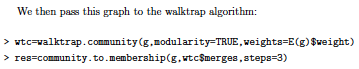 We then pass this graph to the walktrap algorithm:
> wtc=walktrap.community(g,modularity=TRUE,weights=E(g)$weight)
> res=community.to.membership(g,wtc$merges,steps=3)